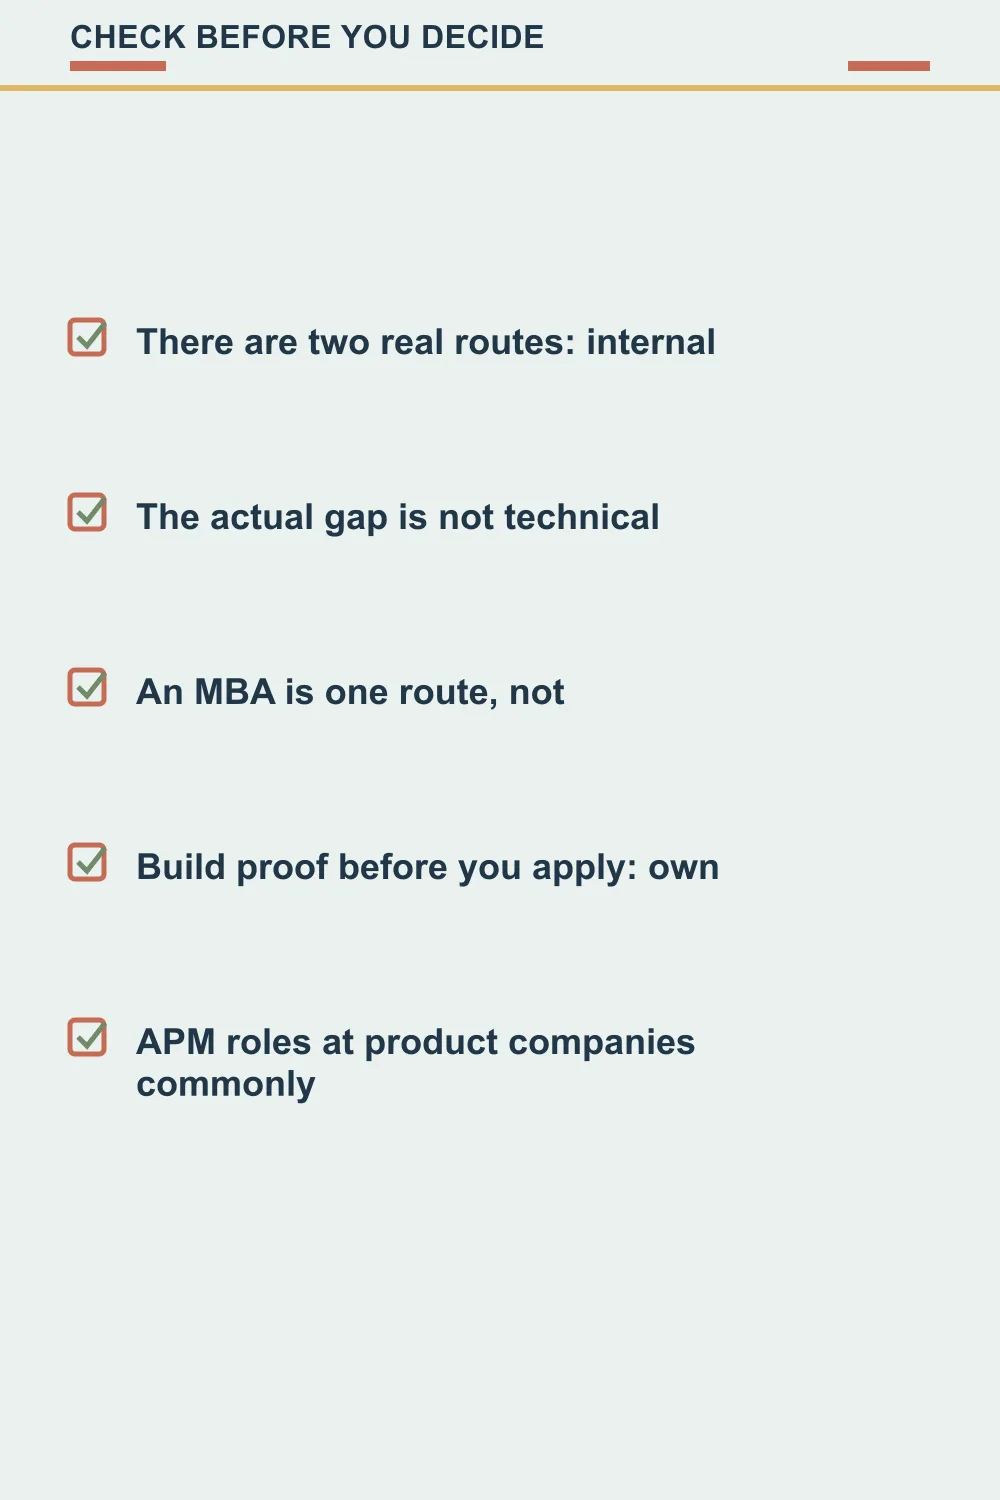 CHECK BEFORE YOU DECIDE
There are two real routes: internal
The actual gap is not technical
An MBA is one route, not
Build proof before you apply: own
APM roles at product companies
commonly